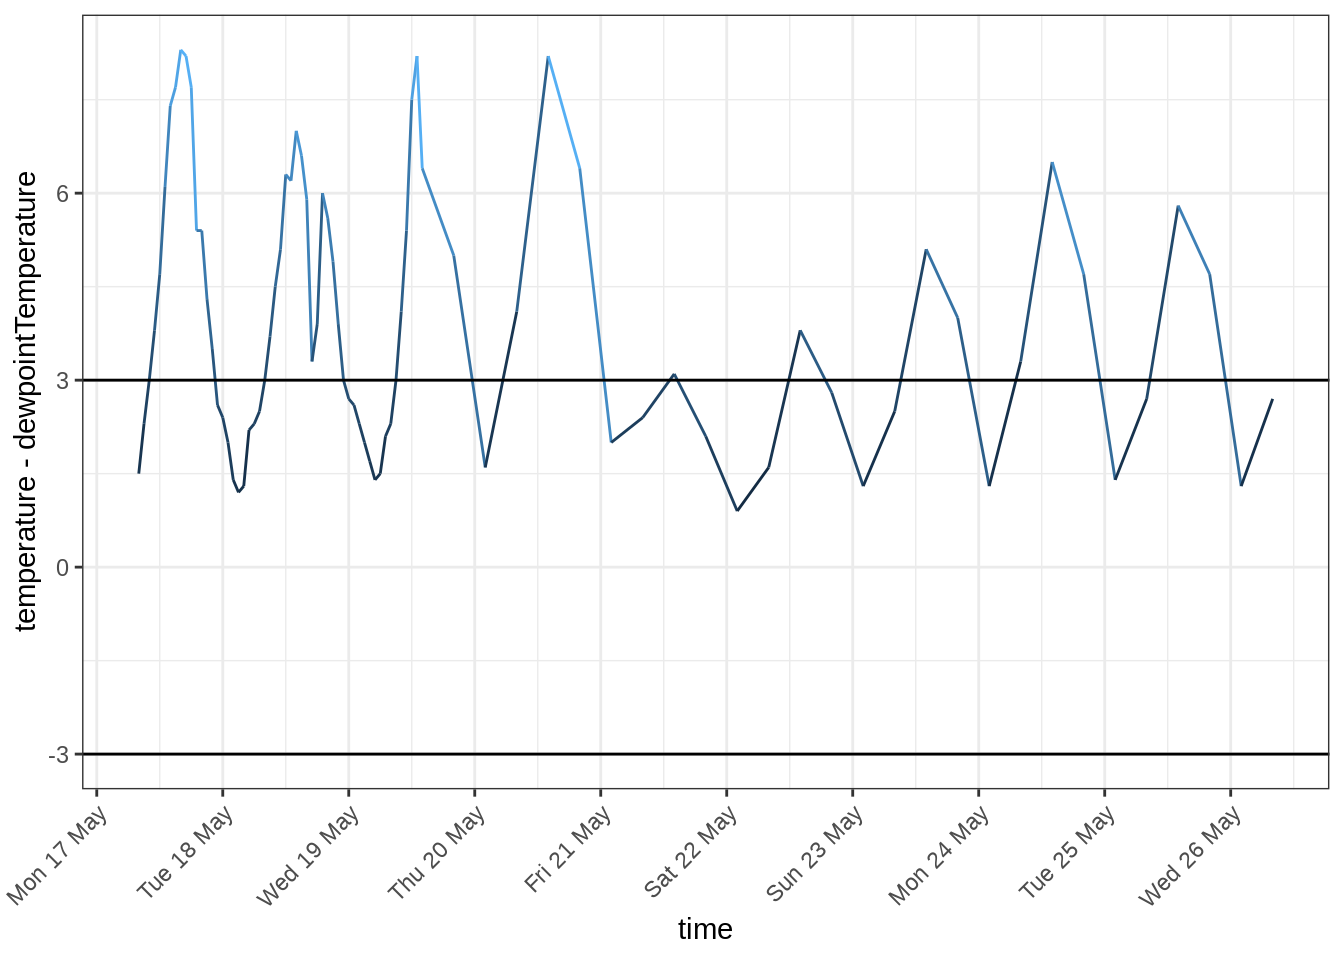 temperature - dewpointTemperature
6
3
0
-3
Mon 17 May
Tue 18 May
Wed 19 May
Thu 20 May
Fri 21 May
Sat 22 May
Sun 23 May
Mon 24 May
Tue 25 May
Wed 26 May
time